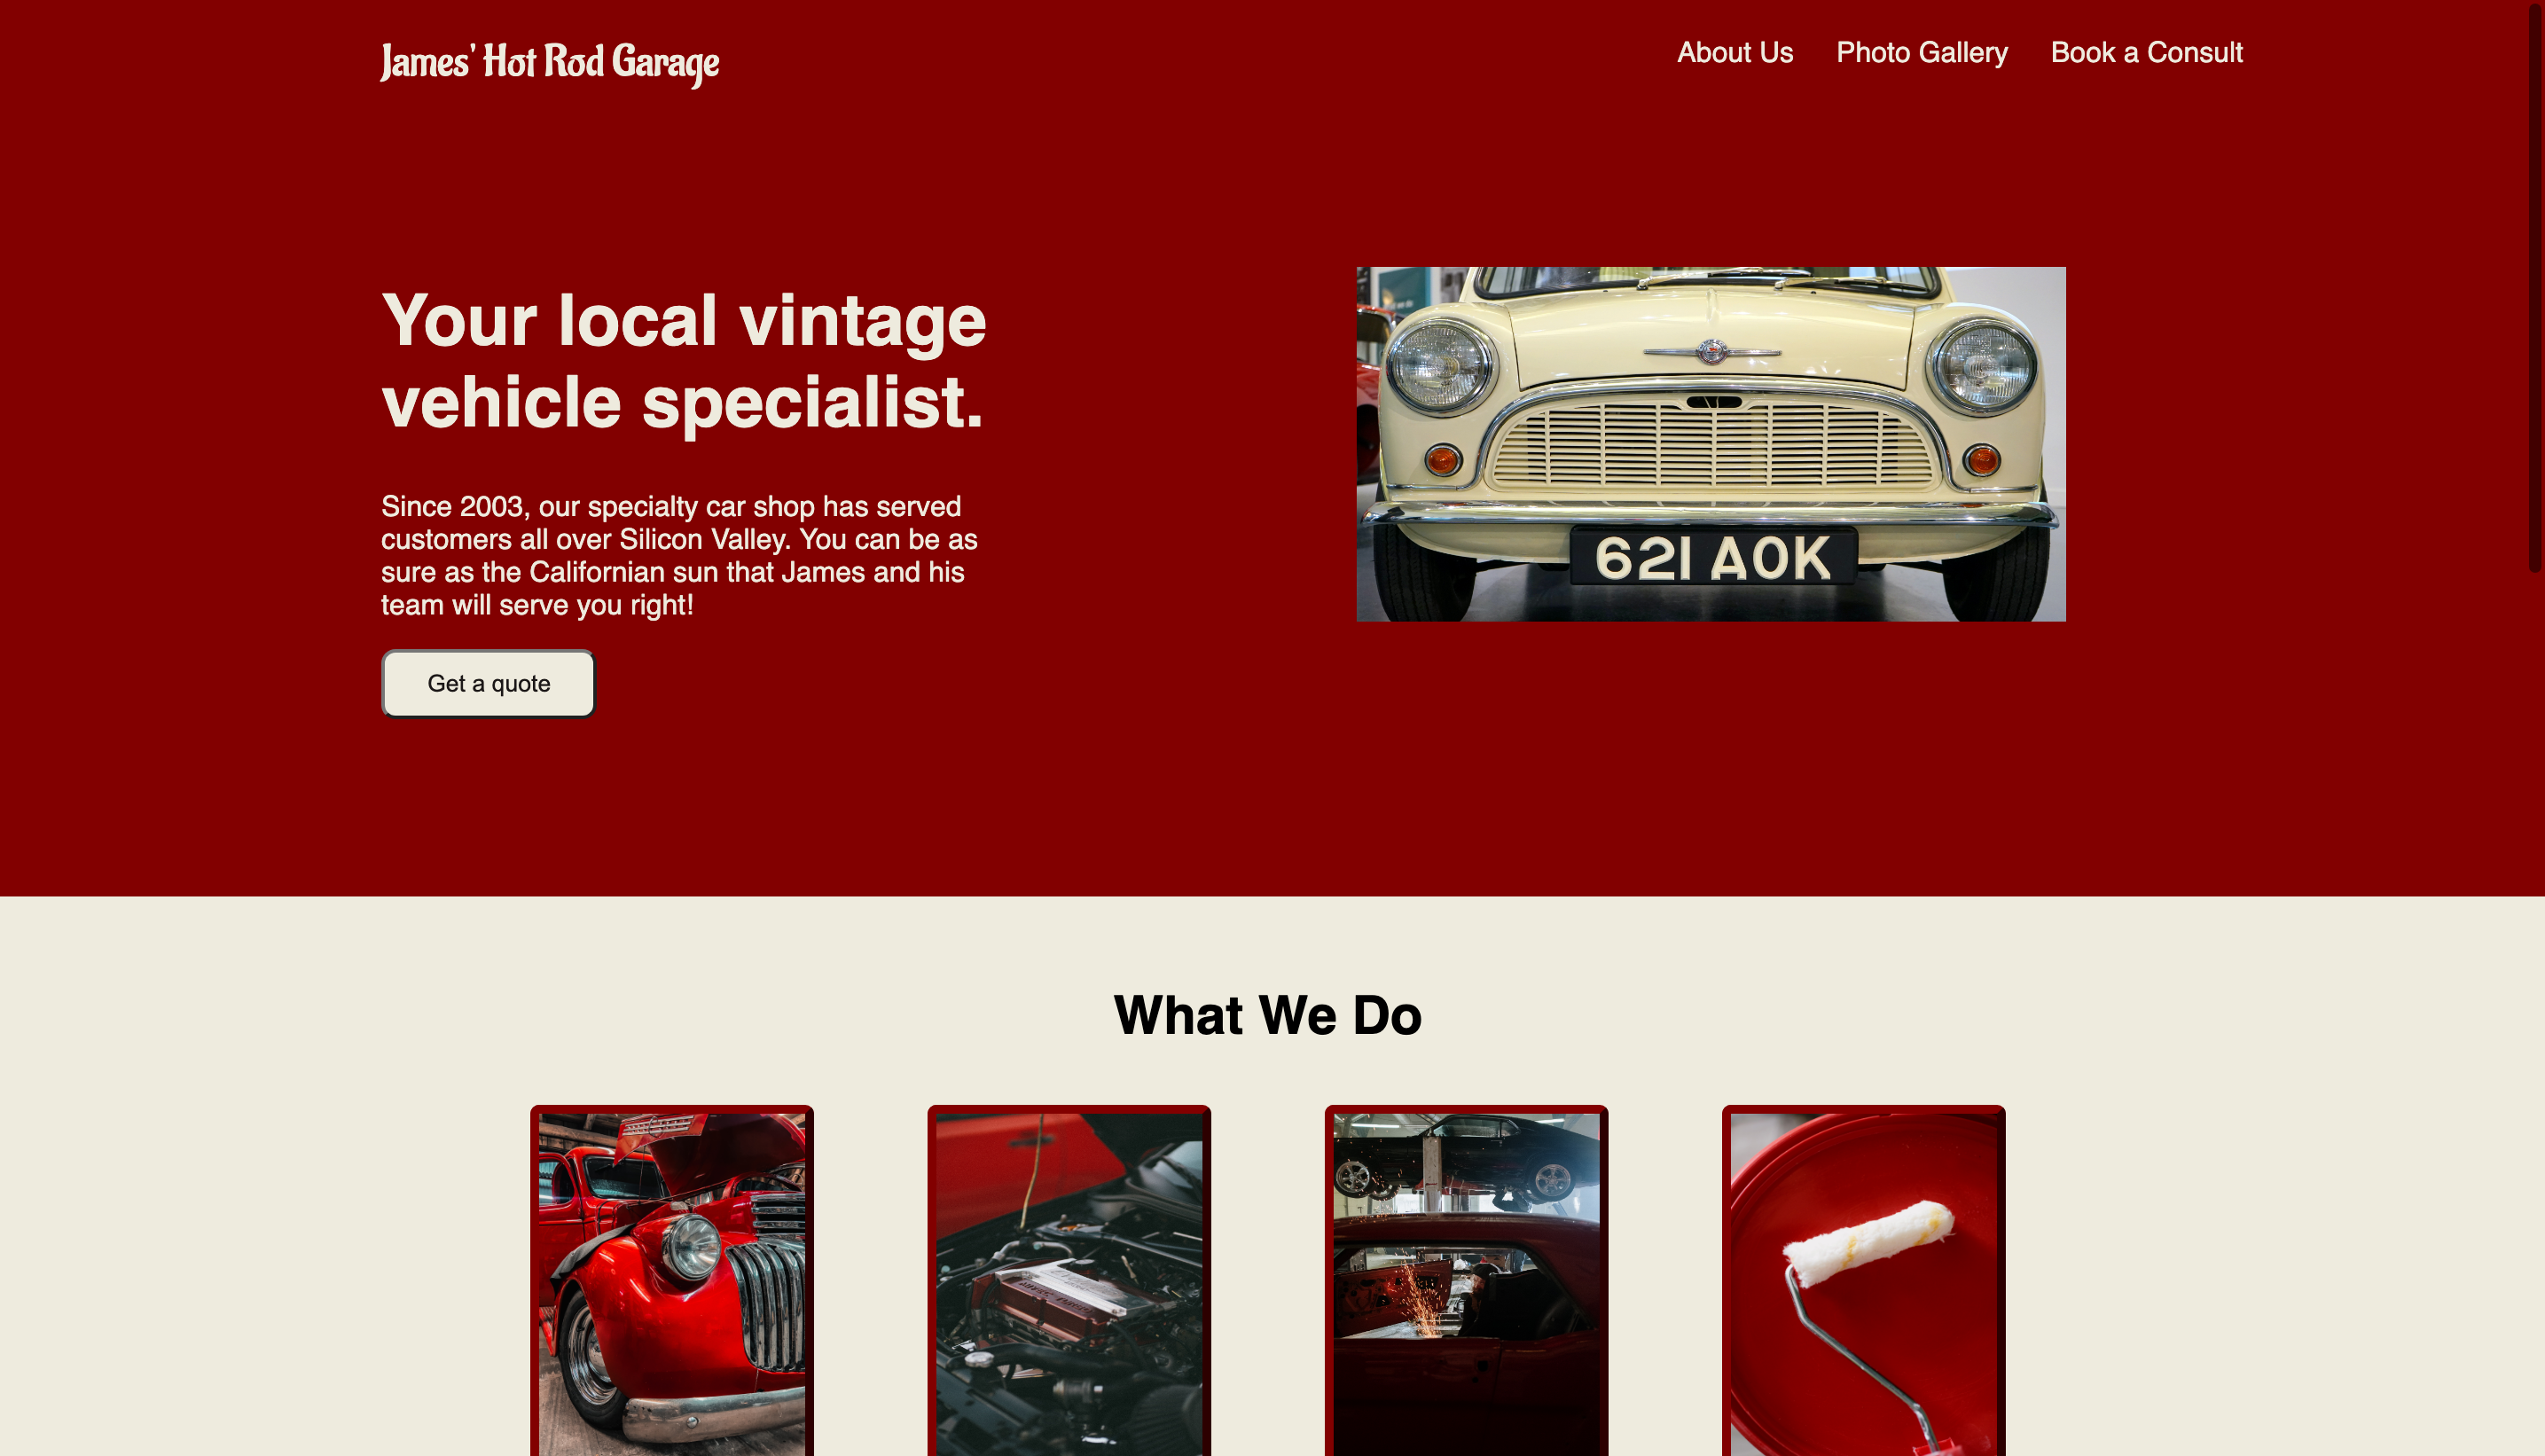 James' Hot Rod Garage
About Us Photo Gallery Book a Consult
Your local vintage
vehicle specialist.
Since 2003, our specialty car shop has served
customers all over Silicon Valley. You can be as
sure as the Californian sun that James and his
team will serve you right!
Get a quote
621 AOK
What We Do